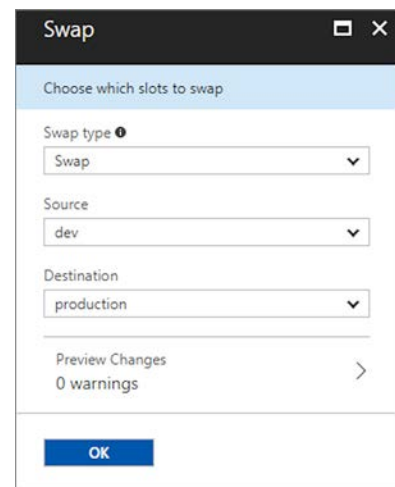 Swap
Choose which slots to swap
Swap type
Swap
Source
dev
Destination
production
Preview Changes
0 warnings
OK